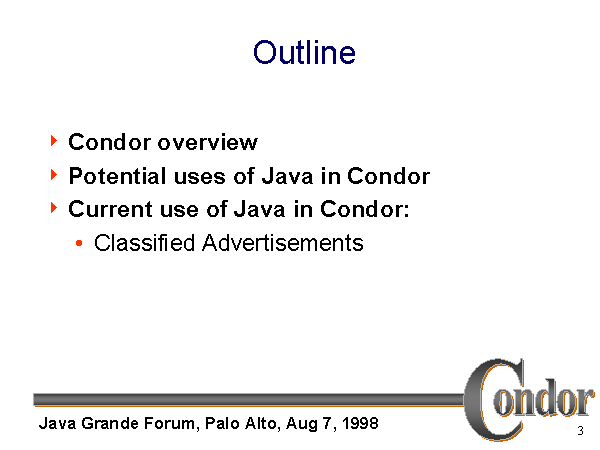 Outline
Condor overview
Potential uses of Java in Condor
Current use of Java in Condor:
• Classified Advertisements
Condor
Java Grande Forum, Palo Alto, Aug 7, 1998
3